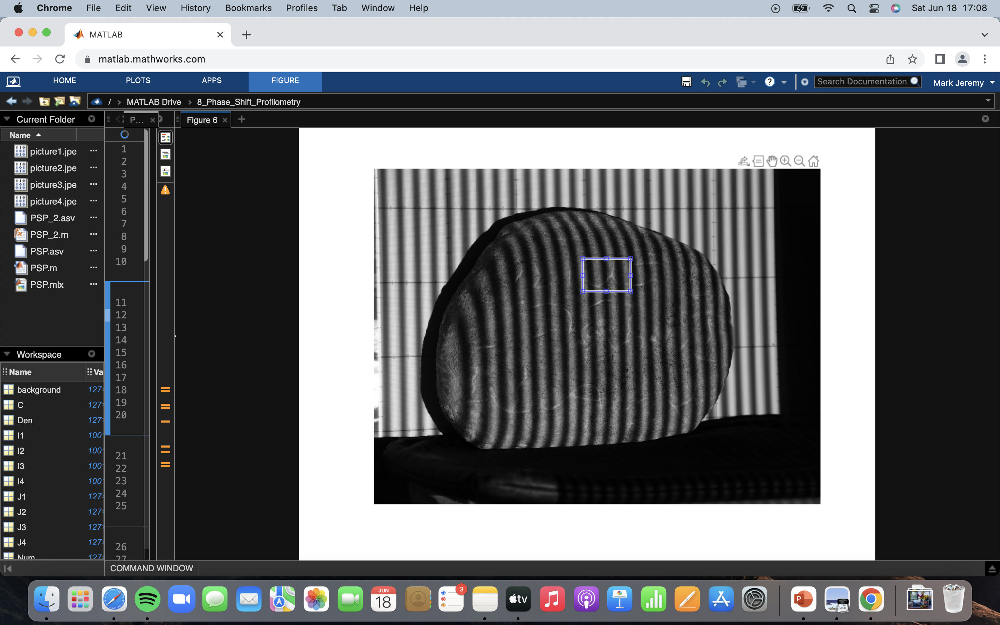 Chrome File Edit View History Bookmarks Profiles Tab Window Help Sat Jun 18 17:08
MATLAB
matlab.mathworks.com
HOME PLOTS APPS FIGURE Search Documentation Mark Jeremy
/ > MATLAB Drive > 8_Phase_Shift_Profilometry
Current Folder P... Figure 6
Name
picture1.jpe
picture2.jpe
picture3.jpe
picture4.jpe
PSP_2.asv
PSP_2.m
PSP.asv
PSP.m
PSP.mlx
Workspace
Name Va
background 127
C 127
Den 127
I1 100
I2 100
I3 100
I4 100
J1 127
J2 127
J3 127
J4 127
Num 127
1
2
3
4
5
6
7
8
9
10
11
12
13
14
15
16
17
18
19
20
21
22
23
24
25
26
27
COMMAND WINDOW
JUN
18
3
tv
P